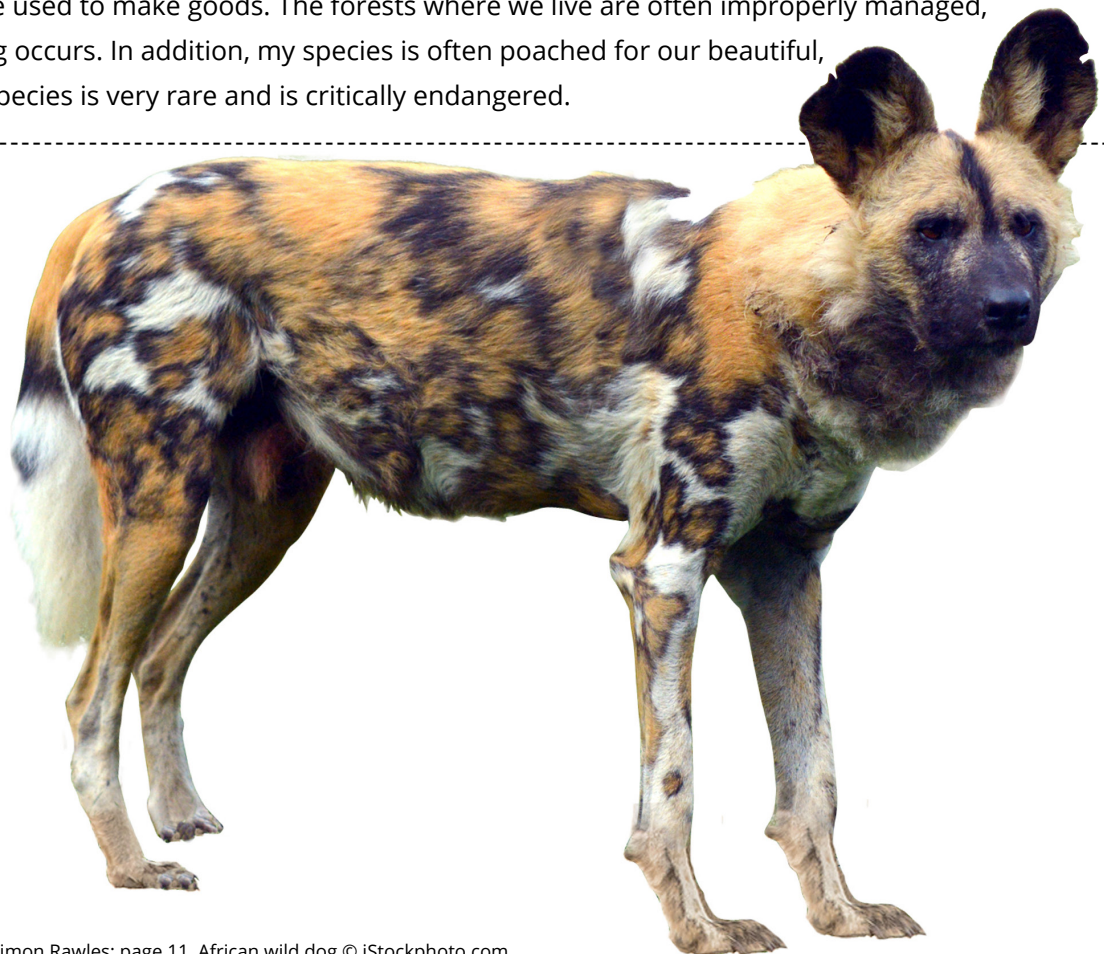 e used to make goods. The forests where we live are often improperly managed,
g occurs. In addition, my species is often poached for our beautiful,
pecies is very rare and is critically endangered.
imon Rawles; page 11, African wild dog © iStockphoto.com